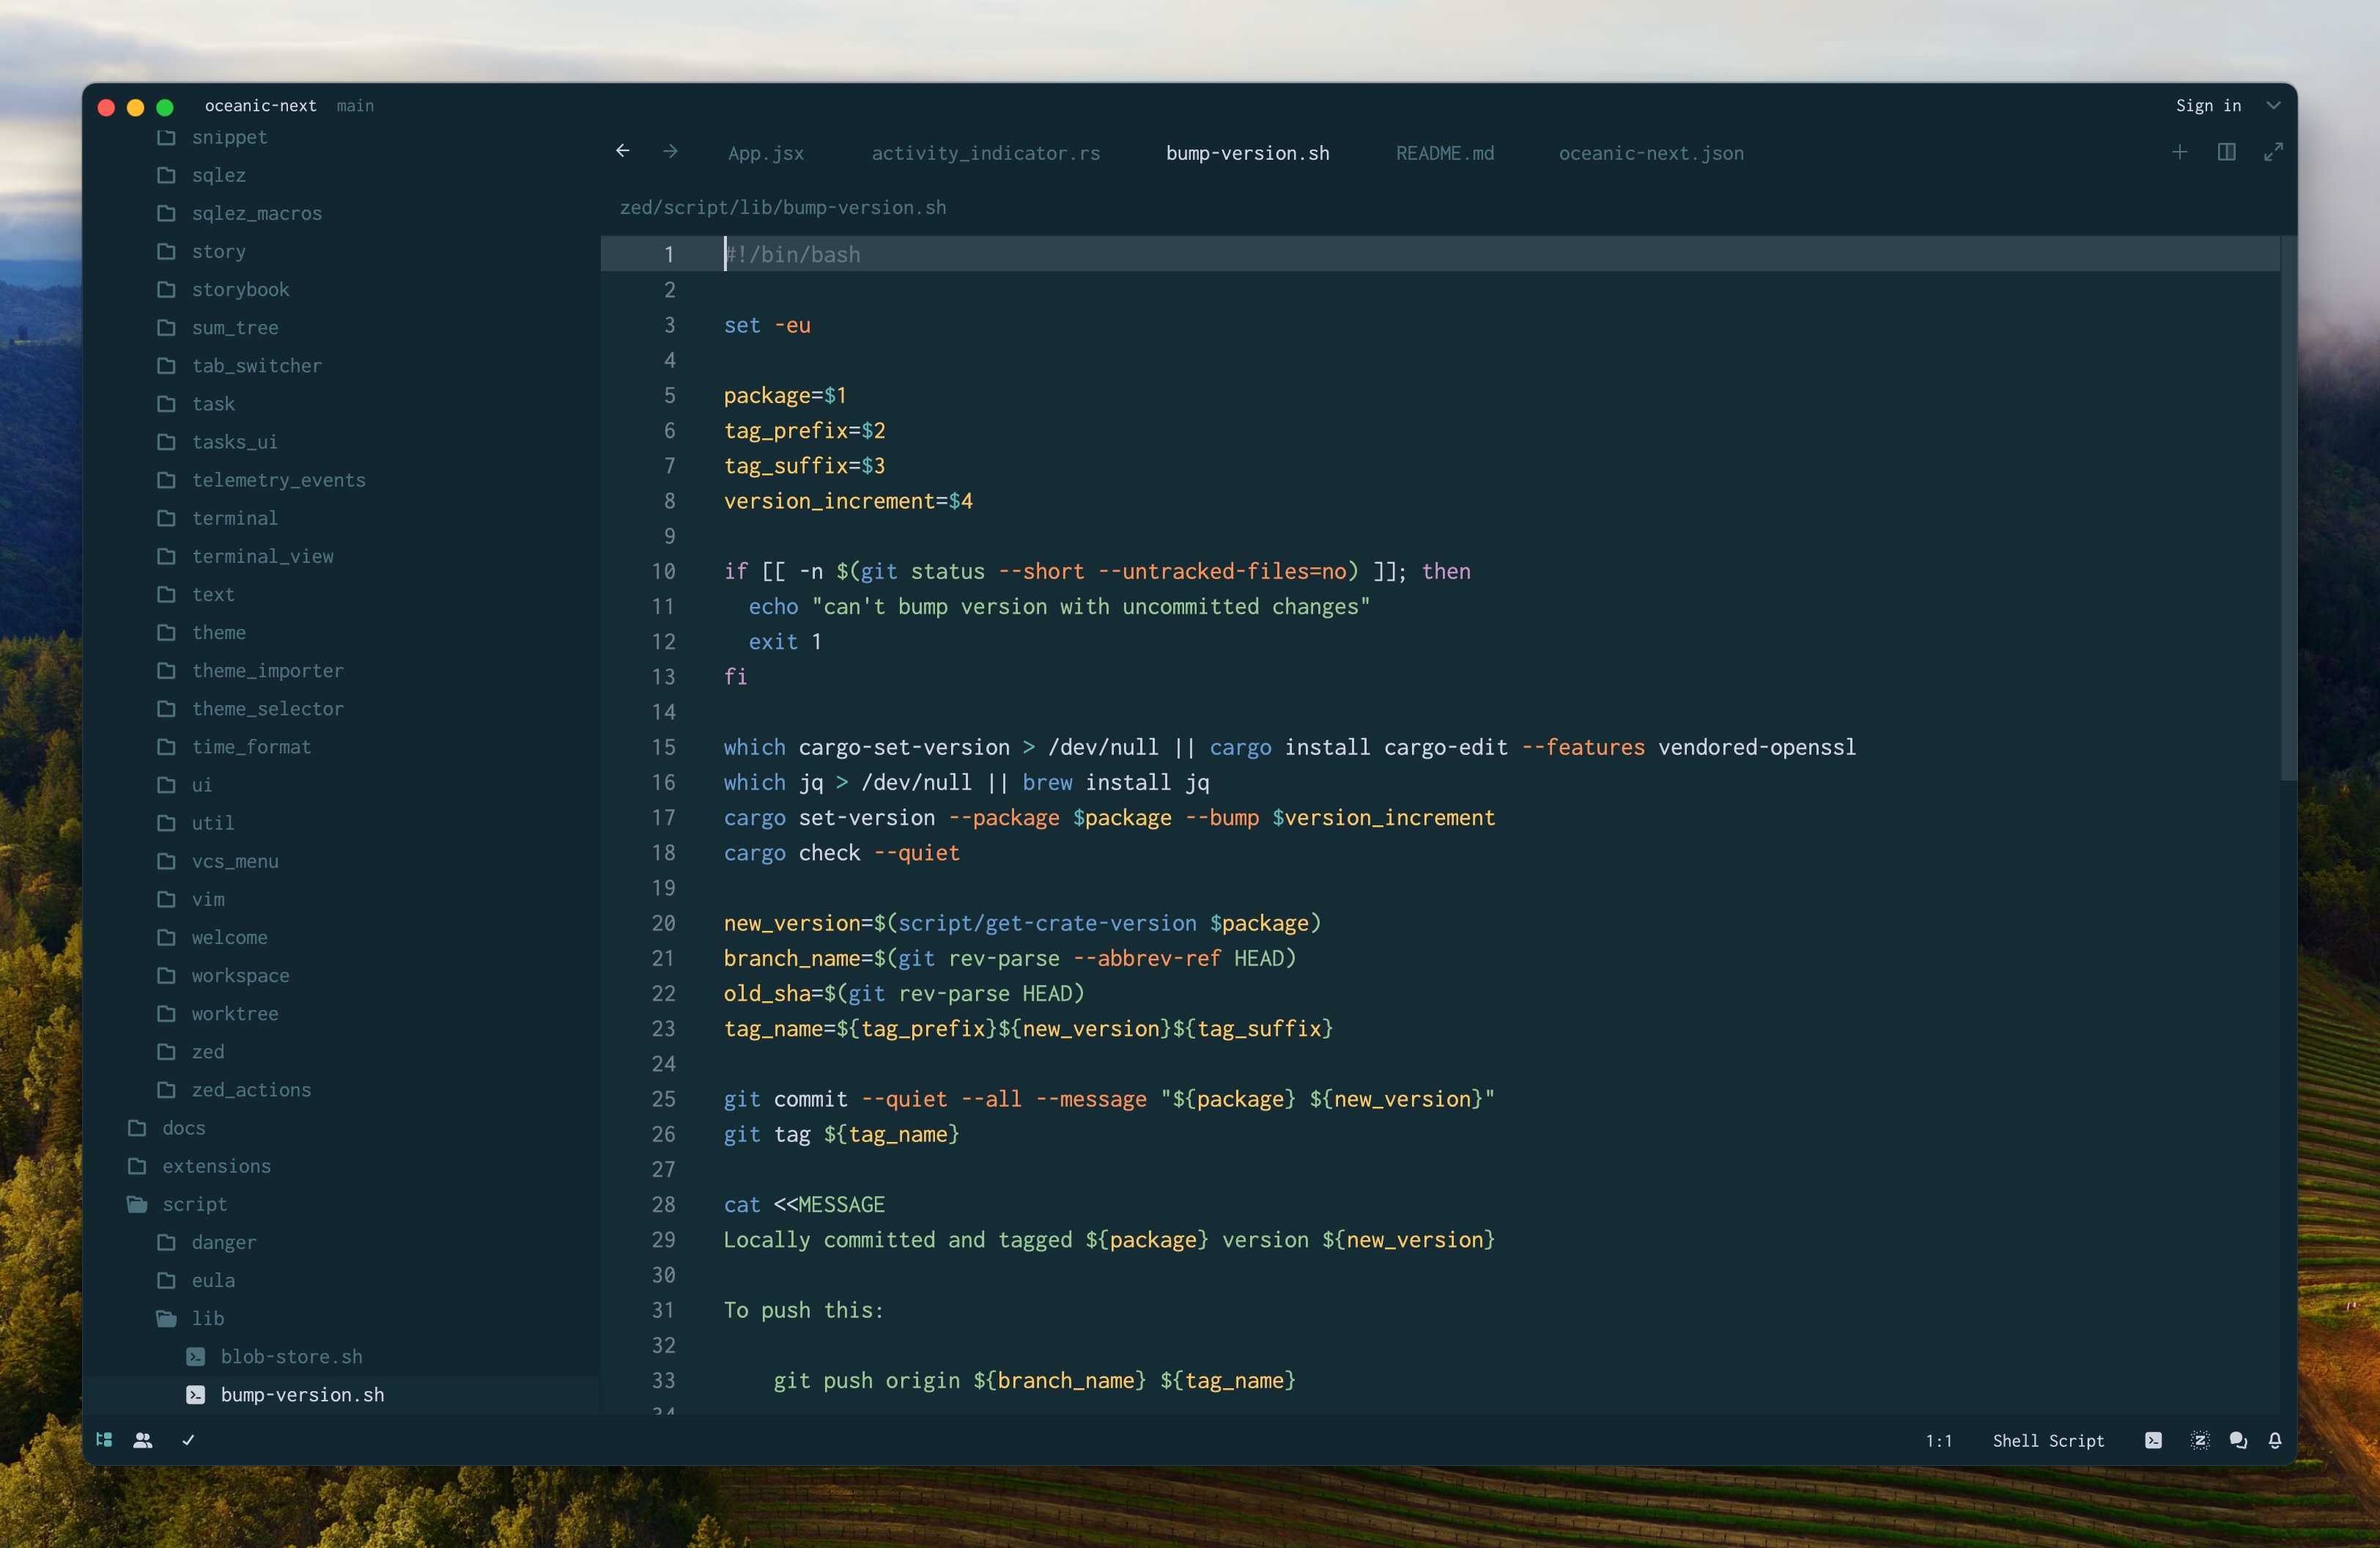 oceanic-next main
Sign in
snippet
sqlez
sqlez_macros
story
storybook
sum_tree
tab_switcher
task
tasks_ui
telemetry_events
terminal
terminal_view
text
theme
theme_importer
theme_selector
time_format
ui
util
vcs_menu
vim
welcome
workspace
worktree
zed
zed_actions
docs
extensions
script
danger
eula
lib
blob-store.sh
bump-version.sh
App.jsx activity_indicator.rs bump-version.sh README.md oceanic-next.json
zed/script/lib/bump-version.sh
1 #!/bin/bash
2
3 set -eu
4
5 package=$1
6 tag_prefix=$2
7 tag_suffix=$3
8 version_increment=$4
9
10 if [[ -n $(git status --short --untracked-files=no) ]]; then
11   echo "can't bump version with uncommitted changes"
12   exit 1
13 fi
14
15 which cargo-set-version > /dev/null || cargo install cargo-edit --features vendored-openssl
16 which jq > /dev/null || brew install jq
17 cargo set-version --package $package --bump $version_increment
18 cargo check --quiet
19
20 new_version=$(script/get-crate-version $package)
21 branch_name=$(git rev-parse --abbrev-ref HEAD)
22 old_sha=$(git rev-parse HEAD)
23 tag_name=${tag_prefix}${new_version}${tag_suffix}
24
25 git commit --quiet --all --message "${package} ${new_version}"
26 git tag ${tag_name}
27
28 cat <<MESSAGE
29 Locally committed and tagged ${package} version ${new_version}
30
31 To push this:
32
33     git push origin ${branch_name} ${tag_name}
34
1:1 Shell Script